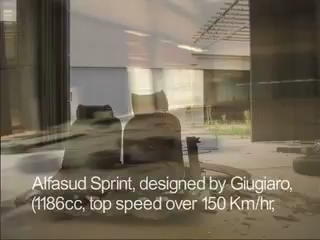 Alfasud Sprint, designed by Giugiaro,
(1186cc, top speed over 150 Km/hr,